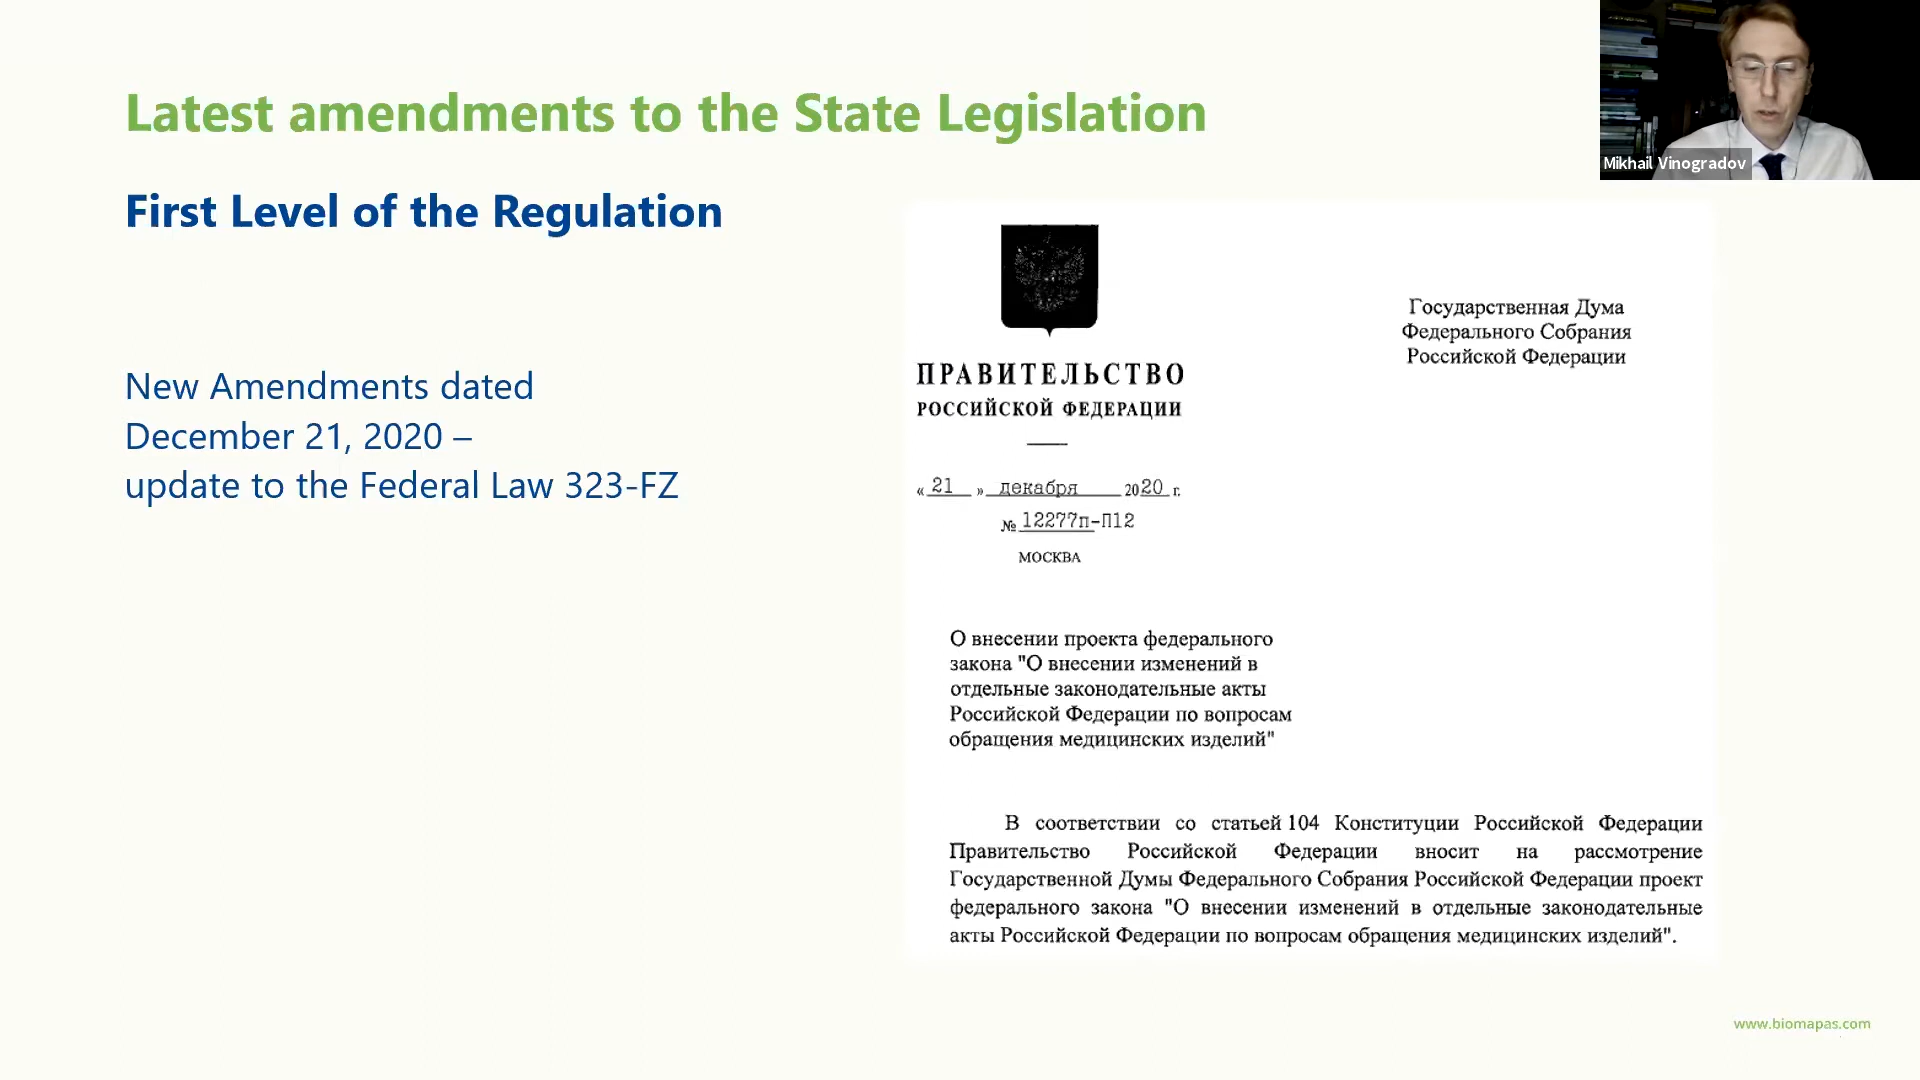 Latest amendments to the State Legislation
Mikhail Vinogradov
First Level of the Regulation
New Amendments dated
December 21, 2020 –
update to the Federal Law 323-FZ
Государственная Дума
Федерального Собрания
Российской Федерации
ПРАВИТЕЛЬСТВО
РОССИЙСКОЙ ФЕДЕРАЦИИ
« 21 » декабря 2020 г.
№ 12277п-П12
МОСКВА
О внесении проекта федерального
закона "О внесении изменений в
отдельные законодательные акты
Российской Федерации по вопросам
обращения медицинских изделий"
В соответствии со статьей 104 Конституции Российской Федерации
Правительство Российской Федерации вносит на рассмотрение
Государственной Думы Федерального Собрания Российской Федерации проект
федерального закона "О внесении изменений в отдельные законодательные
акты Российской Федерации по вопросам обращения медицинских изделий".
www.biomapas.com